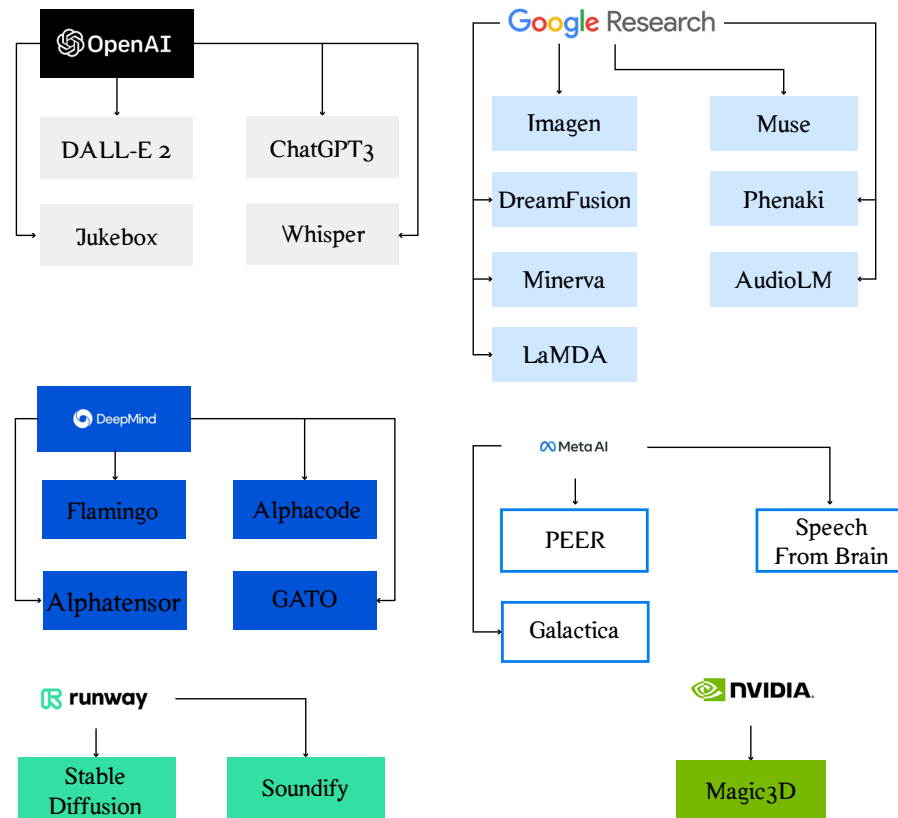 OpenAI
DALL-E 2
ChatGPT3
Jukebox
Whisper
Google Research
Imagen
Muse
DreamFusion
Phenaki
Minerva
AudioLM
LaMDA
DeepMind
Flamingo
Alphacode
Alphatensor
GATO
Meta AI
PEER
Speech
From Brain
Galactica
runway
Stable
Diffusion
Soundify
NVIDIA.
Magic3D